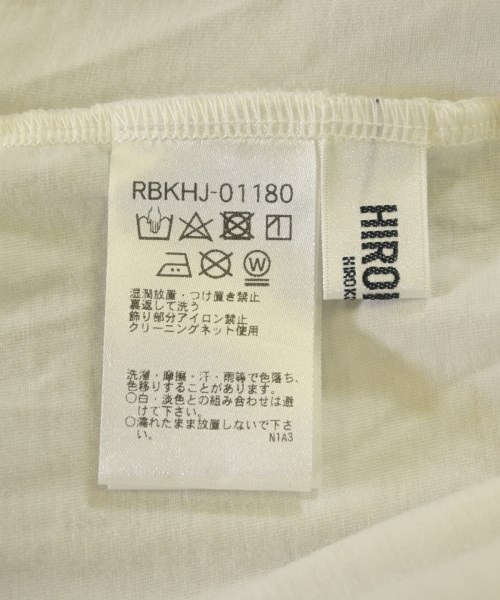 RBKHJ-01180
W
湿潤放置・つけ置き禁止
裏返して洗う
飾り部分アイロン禁止
クリーニングネット使用
洗濯・摩擦・汗・雨等で色落ち、
色移りすることがあります。
○白・淡色との組み合わせは避
けて下さい。
○濡れたまま放置しないで下さ
い。
N1A3
HIRO
HIROK